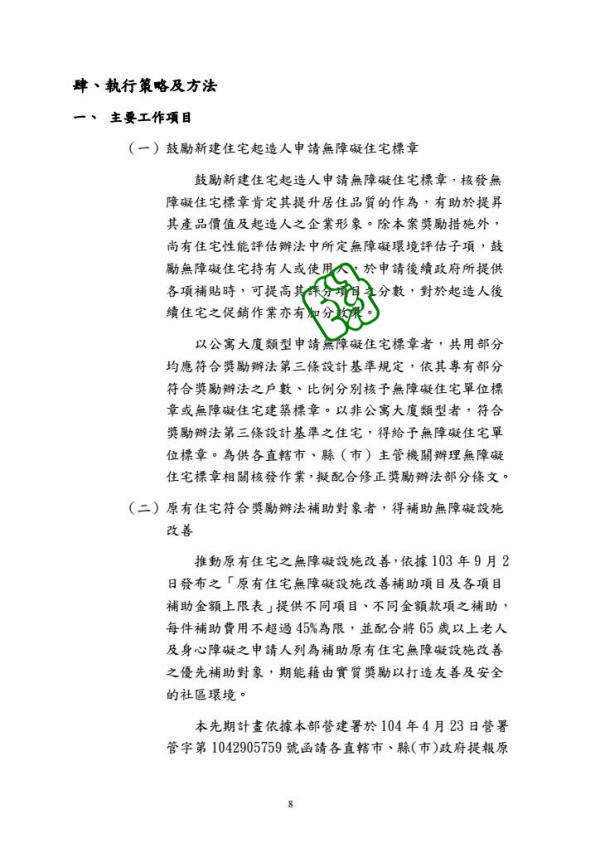 肆、執行策略及方法
一、 主要工作項目
（一）鼓勵新建住宅起造人申請無障礙住宅標章
鼓勵新建住宅起造人申請無障礙住宅標章，核發無
障礙住宅標章肯定其提升居住品質的作為，有助於提昇
其產品價值及起造人之企業形象。除本案獎勵措施外，
尚有住宅性能評估辦法中所定無障礙環境評估子項，鼓
勵無障礙住宅持有人或使用人，於申請後續政府所提供
各項補貼時，可提高其評分項目之分數，對於起造人後
續住宅之促銷作業亦有加分效果。
以公寓大廈類型申請無障礙住宅標章者，共用部分
均應符合獎勵辦法第三條設計基準規定，依其專有部分
符合獎勵辦法之戶數、比例分別核予無障礙住宅單位標
章或無障礙住宅建築標章。以非公寓大廈類型者，符合
獎勵辦法第三條設計基準之住宅，得給予無障礙住宅單
位標章。為供各直轄市、縣（市）主管機關辦理無障礙
住宅標章相關核發作業，擬配合修正獎勵辦法部分條文。
（二）原有住宅符合獎勵辦法補助對象者，得補助無障礙設施
改善
推動原有住宅之無障礙設施改善，依據 103 年 9 月 2
日發布之「原有住宅無障礙設施改善補助項目及各項目
補助金額上限表」提供不同項目、不同金額款項之補助，
每件補助費用不超過 45%為限，並配合將 65 歲以上老人
及身心障礙之申請人列為補助原有住宅無障礙設施改善
之優先補助對象，期能藉由實質獎勵以打造友善及安全
的社區環境。
本先期計畫依據本部營建署於 104 年 4 月 23 日營署
管字第 1042905759 號函請各直轄市、縣(市)政府提報原
8